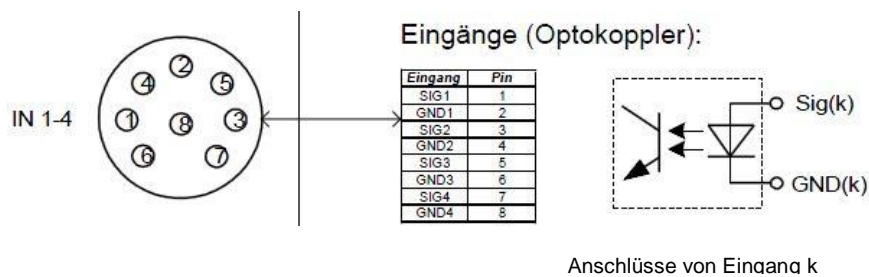 Eingänge (Optokoppler):
IN 1-4
2
4
5
1
8
3
6
7
Eingang Pin
SIG1 1
GND1 2
SIG2 3
GND2 4
SIG3 5
GND3 6
SIG4 7
GND4 8
Sig(k)
GND(k)
Anschlüsse von Eingang k